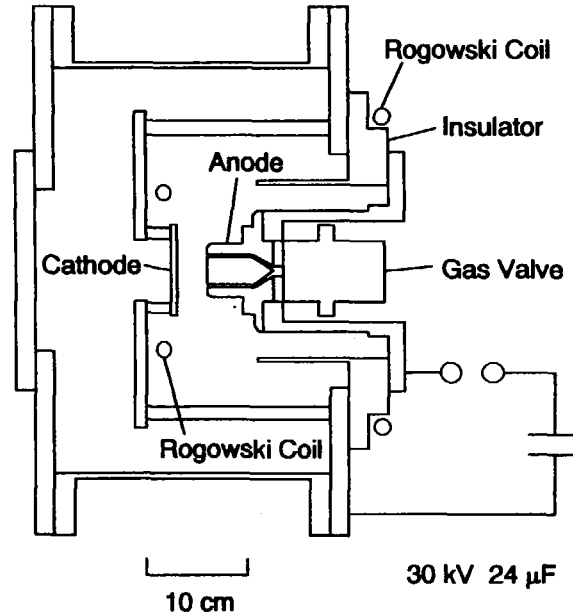 Rogowski Coil
Insulator
Anode
Cathode
Gas Valve
Rogowski Coil
30 kV 24 μF
10 cm